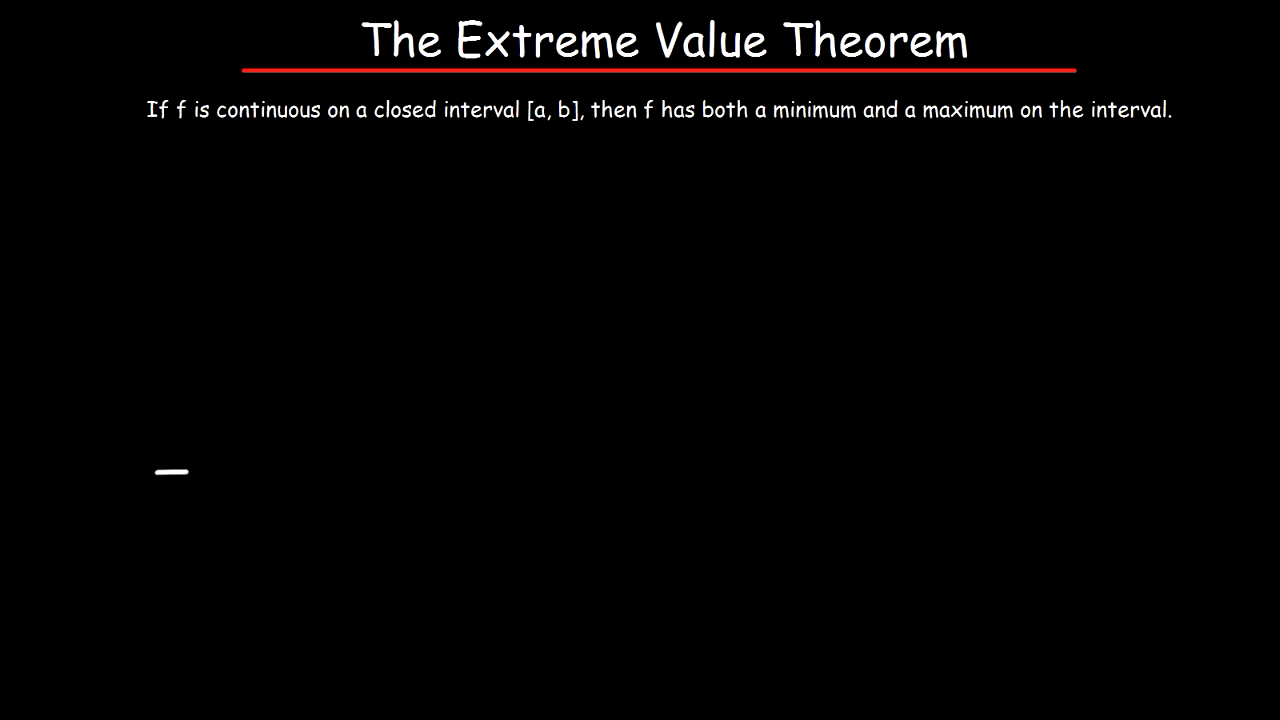 The Extreme Value Theorem
If f is continuous on a closed interval [a, b], then f has both a minimum and a maximum on the interval.